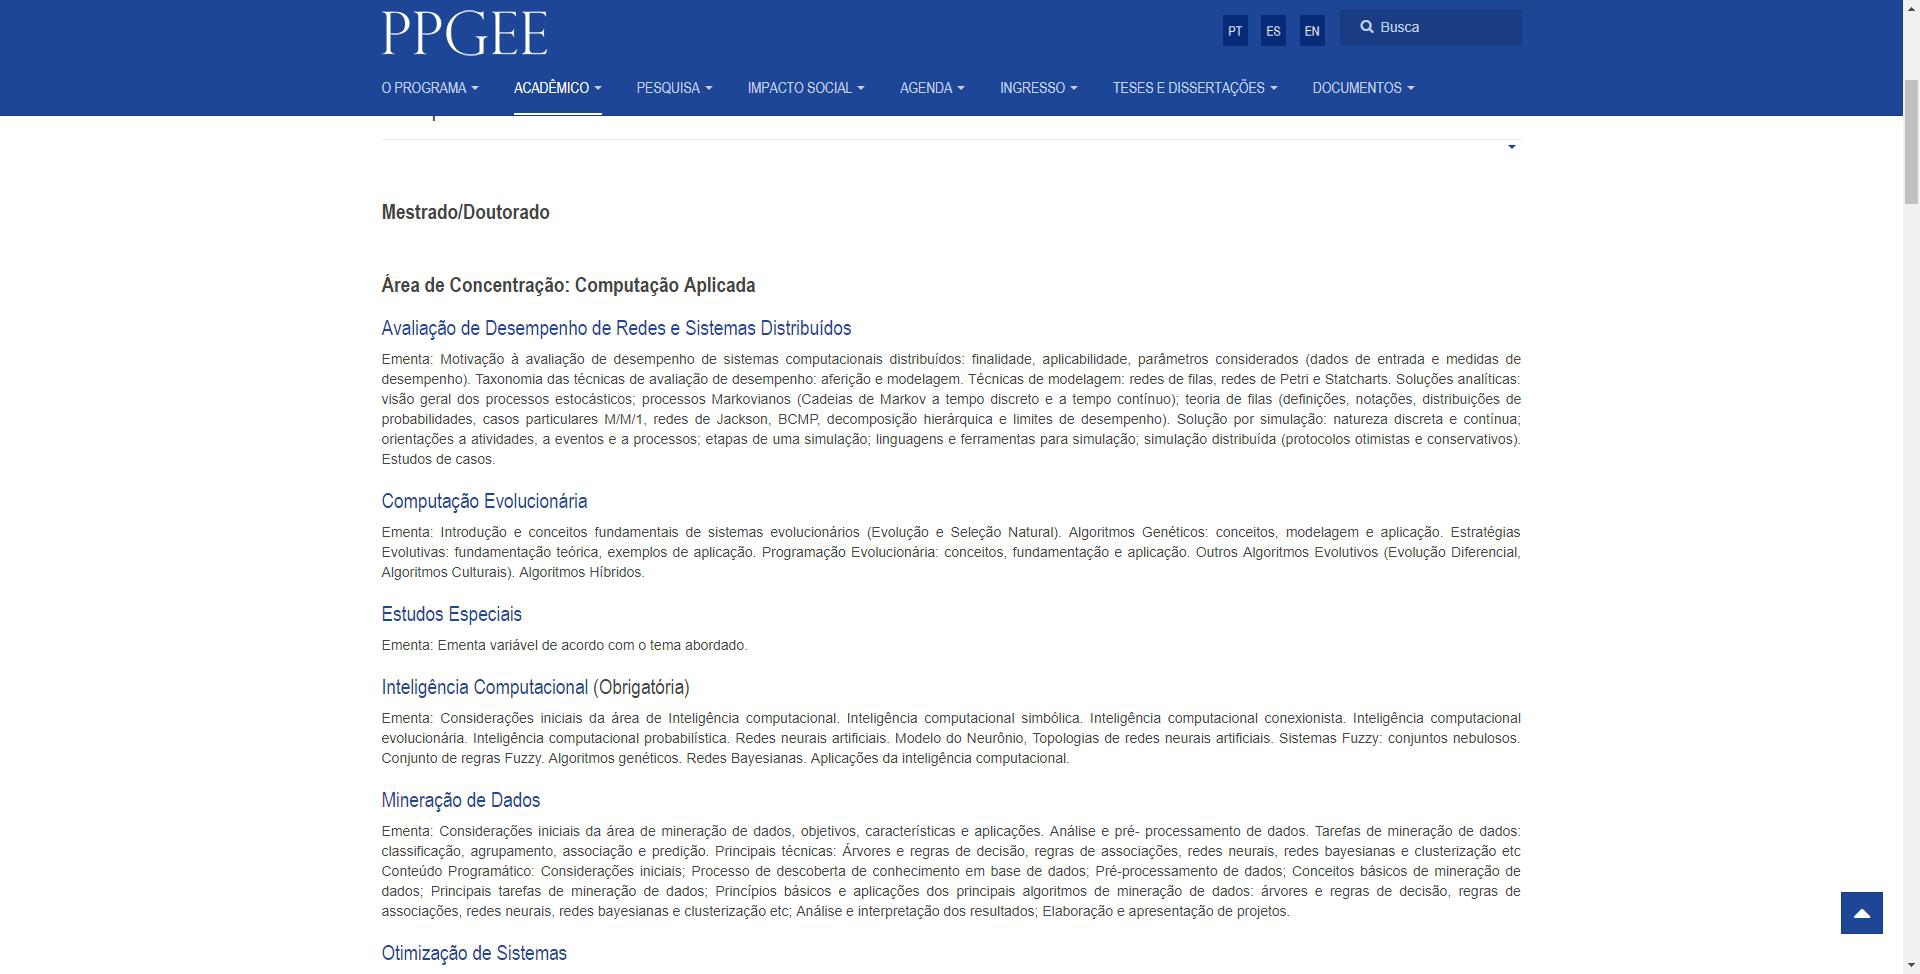 PPGEE
PT ES EN Busca
O PROGRAMA ACADÊMICO PESQUISA IMPACTO SOCIAL AGENDA INGRESSO TESES E DISSERTAÇÕES DOCUMENTOS
Mestrado/Doutorado
Área de Concentração: Computação Aplicada
Avaliação de Desempenho de Redes e Sistemas Distribuídos
Ementa: Motivação à avaliação de desempenho de sistemas computacionais distribuídos: finalidade, aplicabilidade, parâmetros considerados (dados de entrada e medidas de
desempenho). Taxonomia das técnicas de avaliação de desempenho: aferição e modelagem. Técnicas de modelagem: redes de filas, redes de Petri e Statcharts. Soluções analíticas:
visão geral dos processos estocásticos; processos Markovianos (Cadeias de Markov a tempo discreto e a tempo contínuo); teoria de filas (definições, notações, distribuições de
probabilidades, casos particulares M/M/1, redes de Jackson, BCMP, decomposição hierárquica e limites de desempenho). Solução por simulação: natureza discreta e contínua;
orientações a atividades, a eventos e a processos; etapas de uma simulação; linguagens e ferramentas para simulação; simulação distribuída (protocolos otimistas e conservativos).
Estudos de casos.
Computação Evolucionária
Ementa: Introdução e conceitos fundamentais de sistemas evolucionários (Evolução e Seleção Natural). Algoritmos Genéticos: conceitos, modelagem e aplicação. Estratégias
Evolutivas: fundamentação teórica, exemplos de aplicação. Programação Evolucionária: conceitos, fundamentação e aplicação. Outros Algoritmos Evolutivos (Evolução Diferencial,
Algoritmos Culturais). Algoritmos Híbridos.
Estudos Especiais
Ementa: Ementa variável de acordo com o tema abordado.
Inteligência Computacional (Obrigatória)
Ementa: Considerações iniciais da área de Inteligência computacional. Inteligência computacional simbólica. Inteligência computacional conexionista. Inteligência computacional
evolucionária. Inteligência computacional probabilística. Redes neurais artificiais. Modelo do Neurônio, Topologias de redes neurais artificiais. Sistemas Fuzzy: conjuntos nebulosos.
Conjunto de regras Fuzzy. Algoritmos genéticos. Redes Bayesianas. Aplicações da inteligência computacional.
Mineração de Dados
Ementa: Considerações iniciais da área de mineração de dados, objetivos, características e aplicações. Análise e pré- processamento de dados. Tarefas de mineração de dados:
classificação, agrupamento, associação e predição. Principais técnicas: Árvores e regras de decisão, regras de associações, redes neurais, redes bayesianas e clusterização etc
Conteúdo Programático: Considerações iniciais; Processo de descoberta de conhecimento em base de dados; Pré-processamento de dados; Conceitos básicos de mineração de
dados; Principais tarefas de mineração de dados; Princípios básicos e aplicações dos principais algoritmos de mineração de dados: árvores e regras de decisão, regras de
associações, redes neurais, redes bayesianas e clusterização etc; Análise e interpretação dos resultados; Elaboração e apresentação de projetos.
Otimização de Sistemas